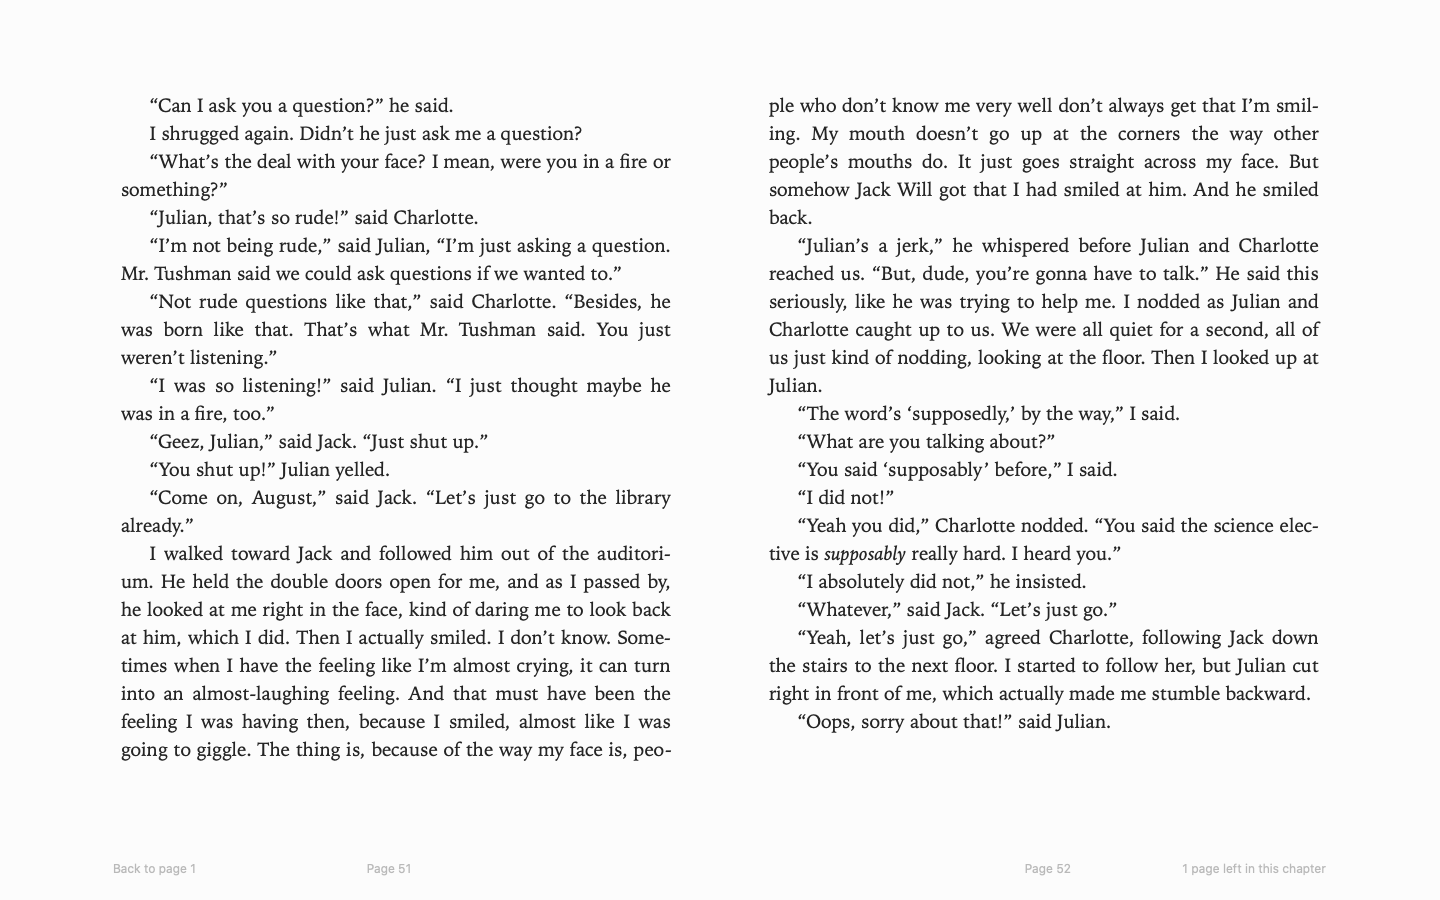 “Can I ask you a question?” he said.
I shrugged again. Didn’t he just ask me a question?
“What’s the deal with your face? I mean, were you in a fire or
something?”
“Julian, that’s so rude!” said Charlotte.
“I’m not being rude,” said Julian, “I’m just asking a question.
Mr. Tushman said we could ask questions if we wanted to.”
“Not rude questions like that,” said Charlotte. “Besides, he
was born like that. That’s what Mr. Tushman said. You just
weren’t listening.”
“I was so listening!” said Julian. “I just thought maybe he
was in a fire, too.”
“Geez, Julian,” said Jack. “Just shut up.”
“You shut up!” Julian yelled.
“Come on, August,” said Jack. “Let’s just go to the library
already.”
I walked toward Jack and followed him out of the auditori-
um. He held the double doors open for me, and as I passed by,
he looked at me right in the face, kind of daring me to look back
at him, which I did. Then I actually smiled. I don’t know. Some-
times when I have the feeling like I’m almost crying, it can turn
into an almost-laughing feeling. And that must have been the
feeling I was having then, because I smiled, almost like I was
going to giggle. The thing is, because of the way my face is, peo-
ple who don’t know me very well don’t always get that I’m smil-
ing. My mouth doesn’t go up at the corners the way other
people’s mouths do. It just goes straight across my face. But
somehow Jack Will got that I had smiled at him. And he smiled
back.
“Julian’s a jerk,” he whispered before Julian and Charlotte
reached us. “But, dude, you’re gonna have to talk.” He said this
seriously, like he was trying to help me. I nodded as Julian and
Charlotte caught up to us. We were all quiet for a second, all of
us just kind of nodding, looking at the floor. Then I looked up at
Julian.
“The word’s ‘supposedly,’ by the way,” I said.
“What are you talking about?”
“You said ‘supposably’ before,” I said.
“I did not!”
“Yeah you did,” Charlotte nodded. “You said the science elec-
tive is supposably really hard. I heard you.”
“I absolutely did not,” he insisted.
“Whatever,” said Jack. “Let’s just go.”
“Yeah, let’s just go,” agreed Charlotte, following Jack down
the stairs to the next floor. I started to follow her, but Julian cut
right in front of me, which actually made me stumble backward.
“Oops, sorry about that!” said Julian.
Back to page 1
Page 51
Page 52
1 page left in this chapter